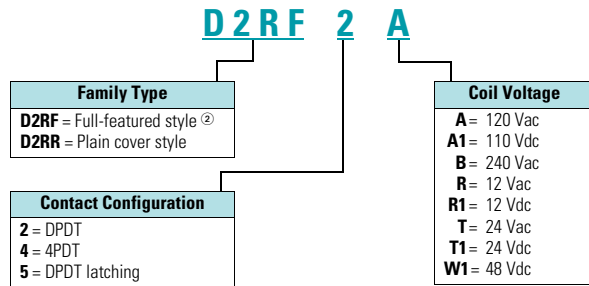 D2RF 2 A
Family Type
D2RF = Full-featured style ②
D2RR = Plain cover style
Contact Configuration
2 = DPDT
4 = 4PDT
5 = DPDT latching
Coil Voltage
A = 120 Vac
A1 = 110 Vdc
B = 240 Vac
R = 12 Vac
R1 = 12 Vdc
T = 24 Vac
T1 = 24 Vdc
W1 = 48 Vdc